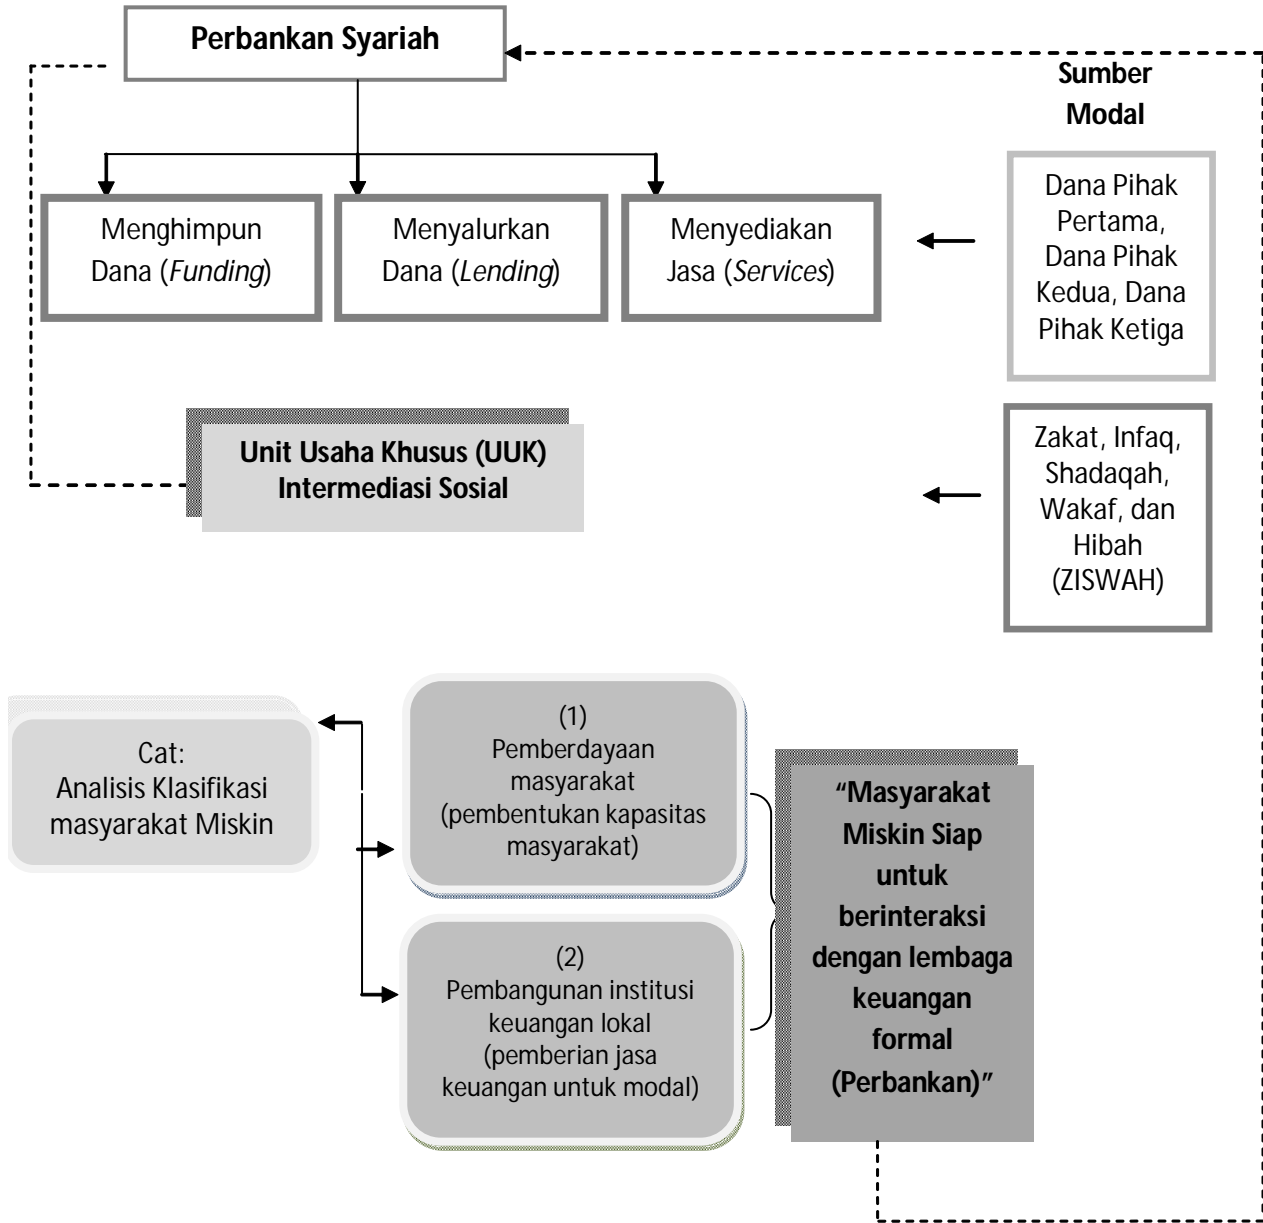 Perbankan Syariah
Sumber
Modal
Menghimpun
Dana (Funding)
Menyalurkan
Dana (Lending)
Menyediakan
Jasa (Services)
Dana Pihak
Pertama,
Dana Pihak
Kedua, Dana
Pihak Ketiga
Unit Usaha Khusus (UUK)
Intermediasi Sosial
Zakat, Infaq,
Shadaqah,
Wakaf, dan
Hibah
(ZISWAH)
Cat:
Analisis Klasifikasi
masyarakat Miskin
(1)
Pemberdayaan
masyarakat
(pembentukan kapasitas
masyarakat)
(2)
Pembangunan institusi
keuangan lokal
(pemberian jasa
keuangan untuk modal)
“Masyarakat
Miskin Siap
untuk
berinteraksi
dengan lembaga
keuangan
formal
(Perbankan)”